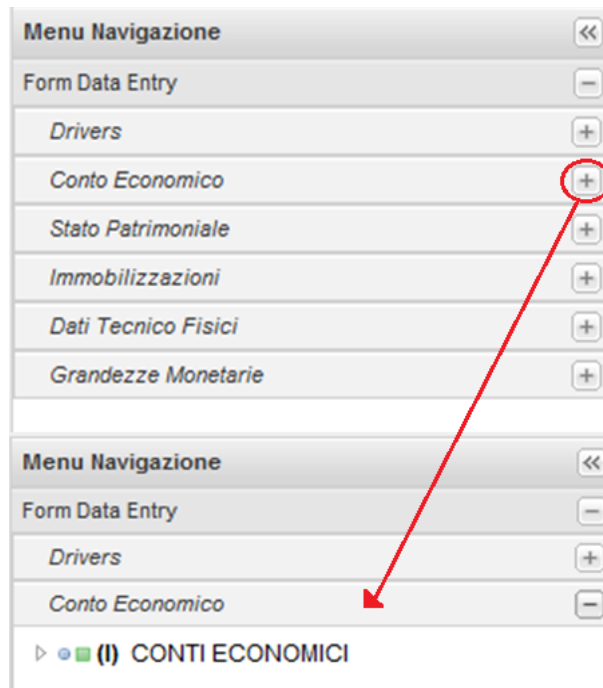 Menu Navigazione
Form Data Entry
Drivers
Conto Economico
Stato Patrimoniale
Immobilizzazioni
Dati Tecnico Fisici
Grandezze Monetarie
Menu Navigazione
Form Data Entry
Drivers
Conto Economico
(I) CONTI ECONOMICI